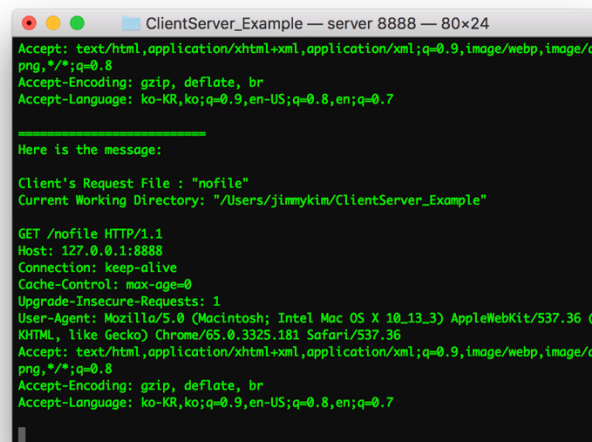 ClientServer_Example — server 8888 — 80×24
Accept: text/html,application/xhtml+xml,application/xml;q=0.9,image/webp,image/
png,*/*;q=0.8
Accept-Encoding: gzip, deflate, br
Accept-Language: ko-KR,ko;q=0.9,en-US;q=0.8,en;q=0.7
==========================
Here is the message:
Client's Request File : "nofile"
Current Working Directory: "/Users/jimmykim/ClientServer_Example"
GET /nofile HTTP/1.1
Host: 127.0.0.1:8888
Connection: keep-alive
Cache-Control: max-age=0
Upgrade-Insecure-Requests: 1
User-Agent: Mozilla/5.0 (Macintosh; Intel Mac OS X 10_13_3) AppleWebKit/537.36 (
KHTML, like Gecko) Chrome/65.0.3325.181 Safari/537.36
Accept: text/html,application/xhtml+xml,application/xml;q=0.9,image/webp,image/
png,*/*;q=0.8
Accept-Encoding: gzip, deflate, br
Accept-Language: ko-KR,ko;q=0.9,en-US;q=0.8,en;q=0.7